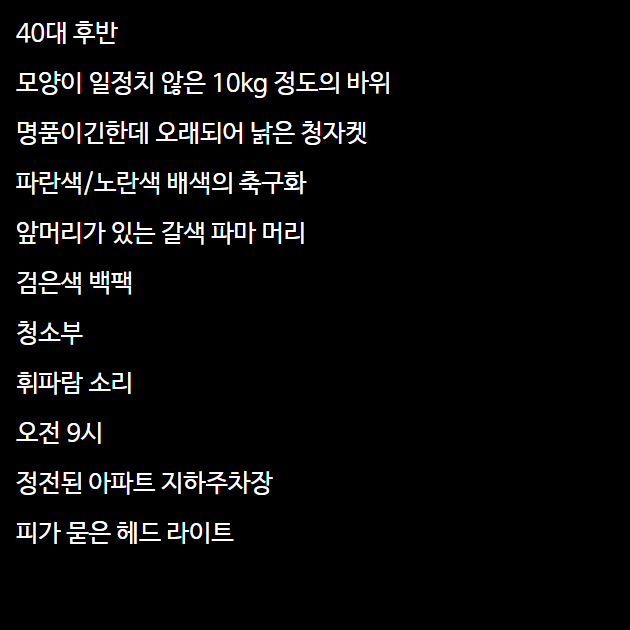 40대 후반
모양이 일정치 않은 10kg 정도의 바위
명품이긴한데 오래되어 낡은 청자켓
파란색/노란색 배색의 축구화
앞머리가 있는 갈색 파마 머리
검은색 백팩
청소부
휘파람 소리
오전 9시
정전된 아파트 지하주차장
피가 묻은 헤드 라이트